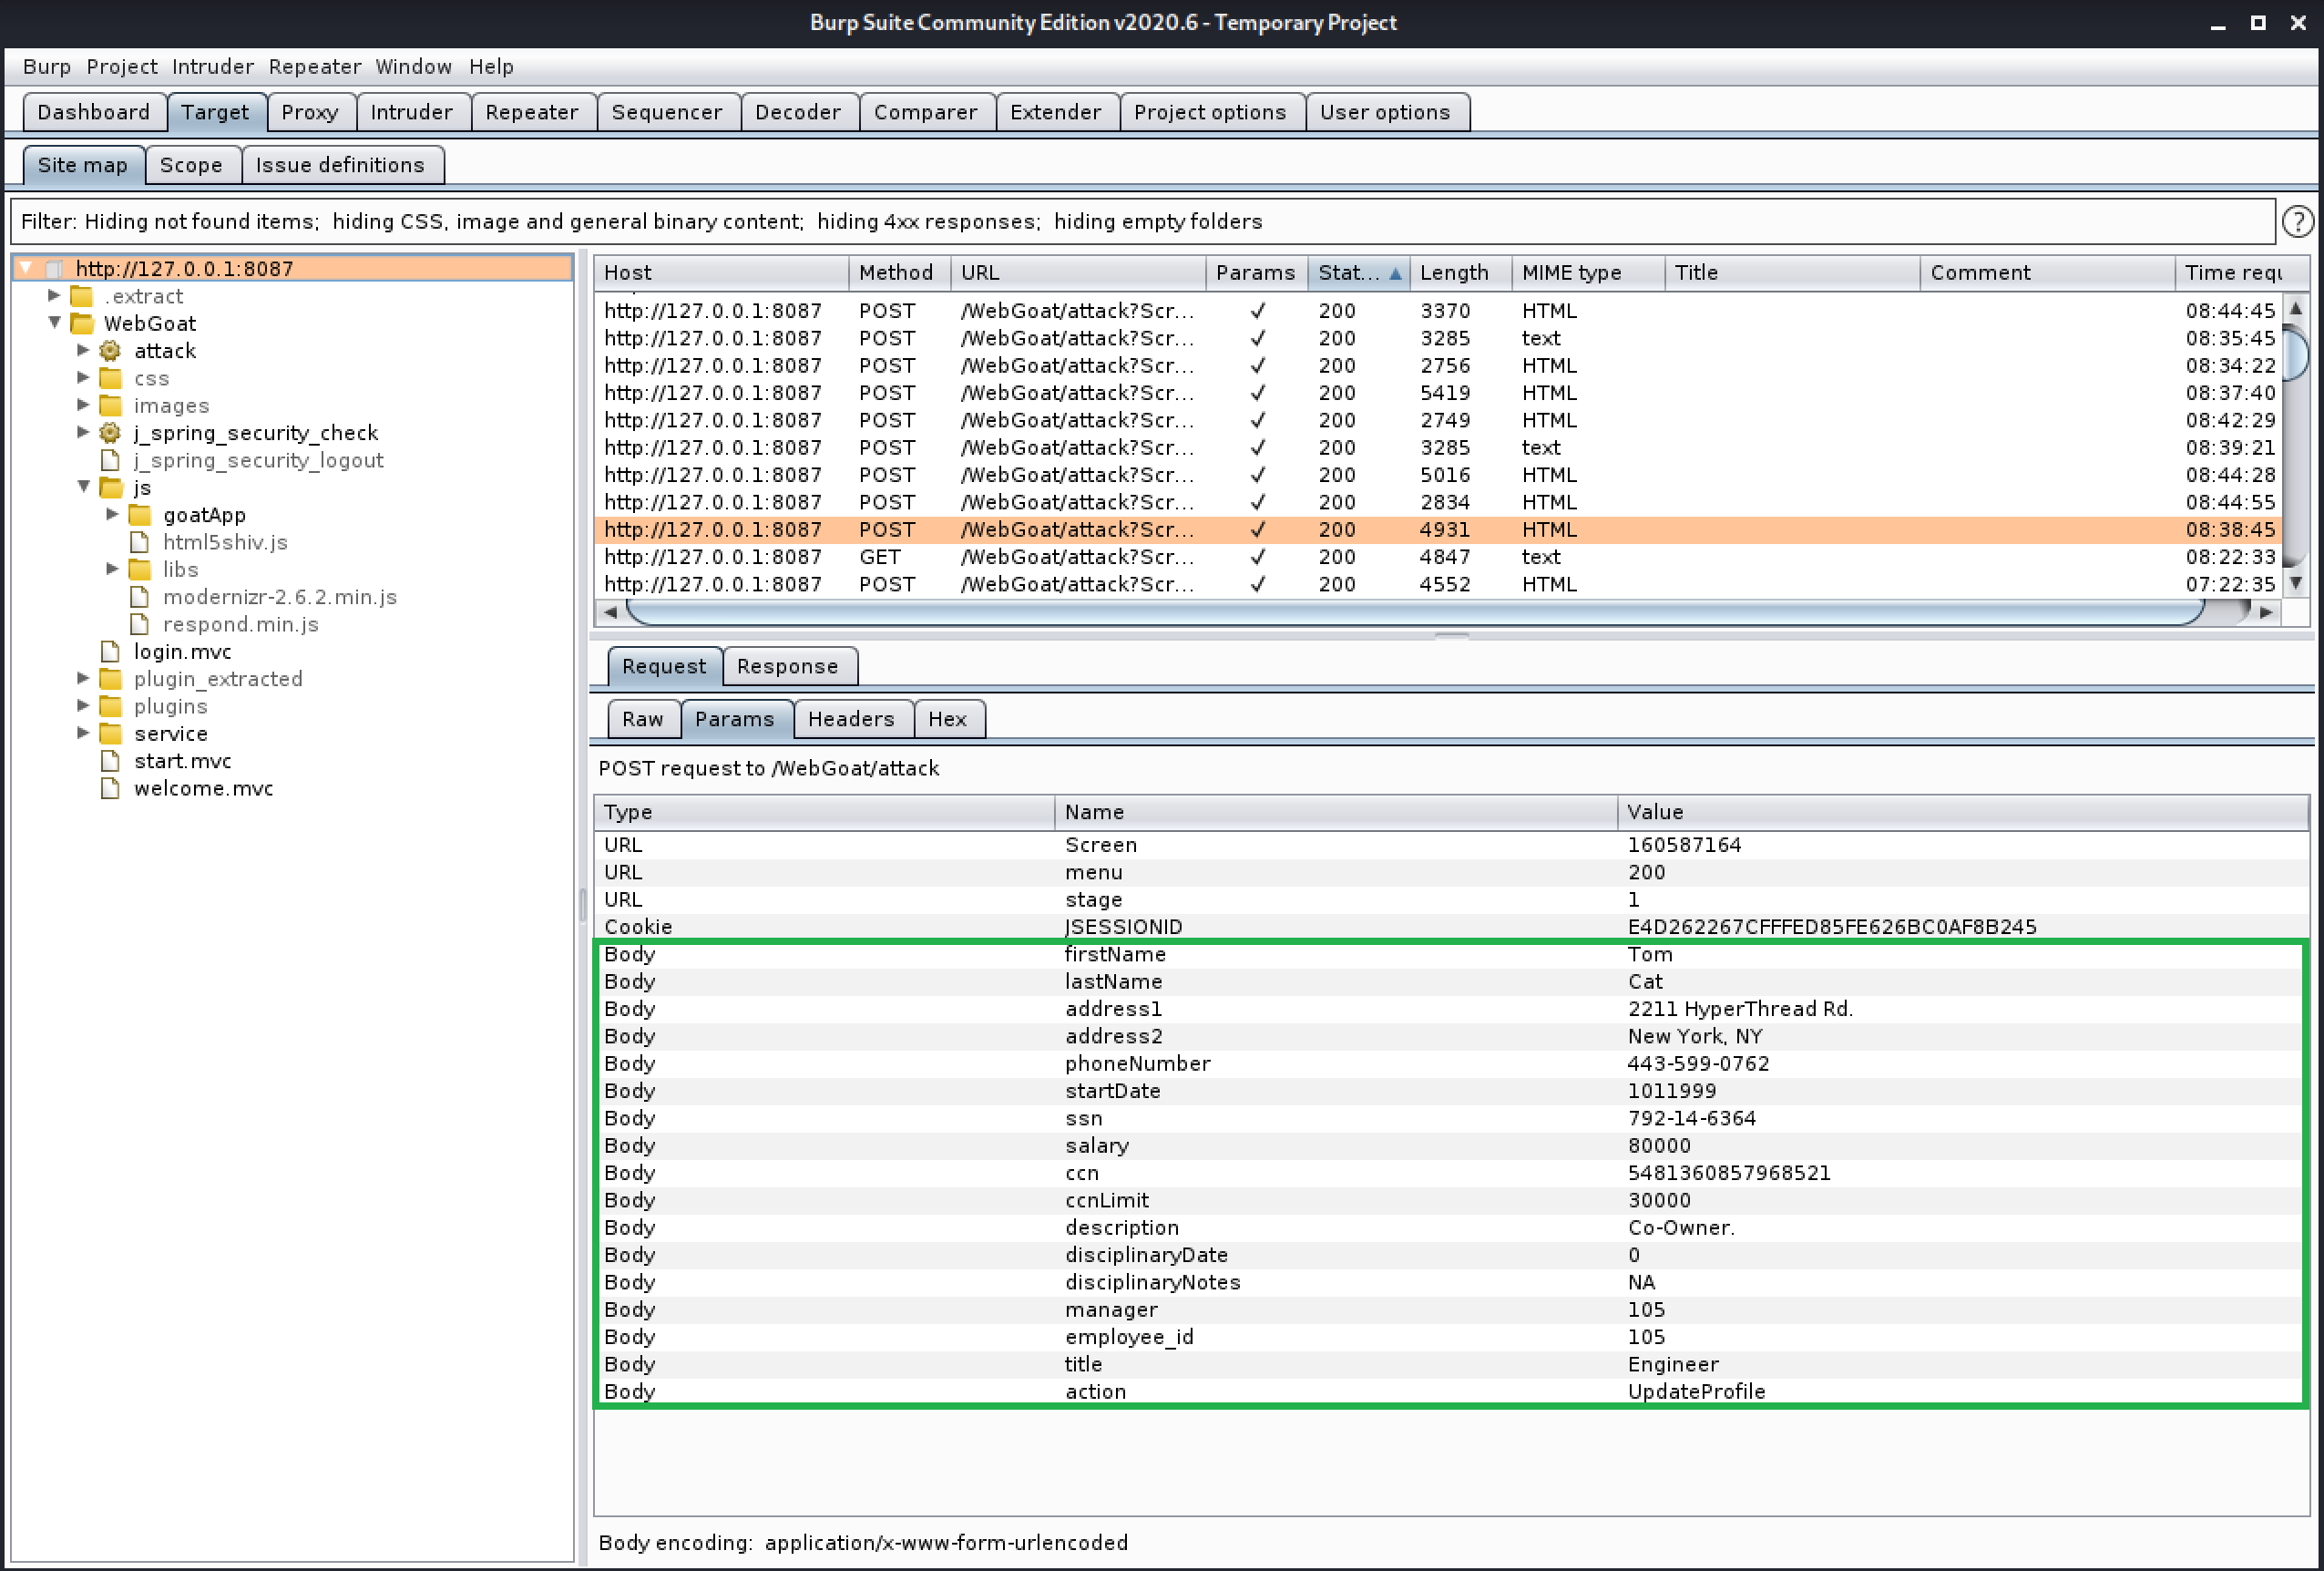 Burp Suite Community Edition v2020.6 - Temporary Project
Burp Project Intruder Repeater Window Help
Dashboard Target Proxy Intruder Repeater Sequencer Decoder Comparer Extender Project options User options
Site map Scope Issue definitions
Filter: Hiding not found items; hiding CSS, image and general binary content; hiding 4xx responses; hiding empty folders
?
http://127.0.0.1:8087
.extract
WebGoat
attack
css
images
j_spring_security_check
j_spring_security_logout
js
goatApp
html5shiv.js
libs
modernizr-2.6.2.min.js
respond.min.js
login.mvc
plugin_extracted
plugins
service
start.mvc
welcome.mvc
Host Method URL Params Stat... Length MIME type Title Comment Time requ
http://127.0.0.1:8087 POST /WebGoat/attack?Scr... ✓ 200 3370 HTML 08:44:45
http://127.0.0.1:8087 POST /WebGoat/attack?Scr... ✓ 200 3285 text 08:35:45
http://127.0.0.1:8087 POST /WebGoat/attack?Scr... ✓ 200 2756 HTML 08:34:22
http://127.0.0.1:8087 POST /WebGoat/attack?Scr... ✓ 200 5419 HTML 08:37:40
http://127.0.0.1:8087 POST /WebGoat/attack?Scr... ✓ 200 2749 HTML 08:42:29
http://127.0.0.1:8087 POST /WebGoat/attack?Scr... ✓ 200 3285 text 08:39:21
http://127.0.0.1:8087 POST /WebGoat/attack?Scr... ✓ 200 5016 HTML 08:44:28
http://127.0.0.1:8087 POST /WebGoat/attack?Scr... ✓ 200 2834 HTML 08:44:55
http://127.0.0.1:8087 POST /WebGoat/attack?Scr... ✓ 200 4931 HTML 08:38:45
http://127.0.0.1:8087 GET /WebGoat/attack?Scr... ✓ 200 4847 text 08:22:33
http://127.0.0.1:8087 POST /WebGoat/attack?Scr... ✓ 200 4552 HTML 07:22:35
Request Response
Raw Params Headers Hex
POST request to /WebGoat/attack
Type Name Value
URL Screen 160587164
URL menu 200
URL stage 1
Cookie JSESSIONID E4D262267CFFFED85FE626BC0AF8B245
Body firstName Tom
Body lastName Cat
Body address1 2211 HyperThread Rd.
Body address2 New York, NY
Body phoneNumber 443-599-0762
Body startDate 1011999
Body ssn 792-14-6364
Body salary 80000
Body ccn 5481360857968521
Body ccnLimit 30000
Body description Co-Owner.
Body disciplinaryDate 0
Body disciplinaryNotes NA
Body manager 105
Body employee_id 105
Body title Engineer
Body action UpdateProfile
Body encoding: application/x-www-form-urlencoded